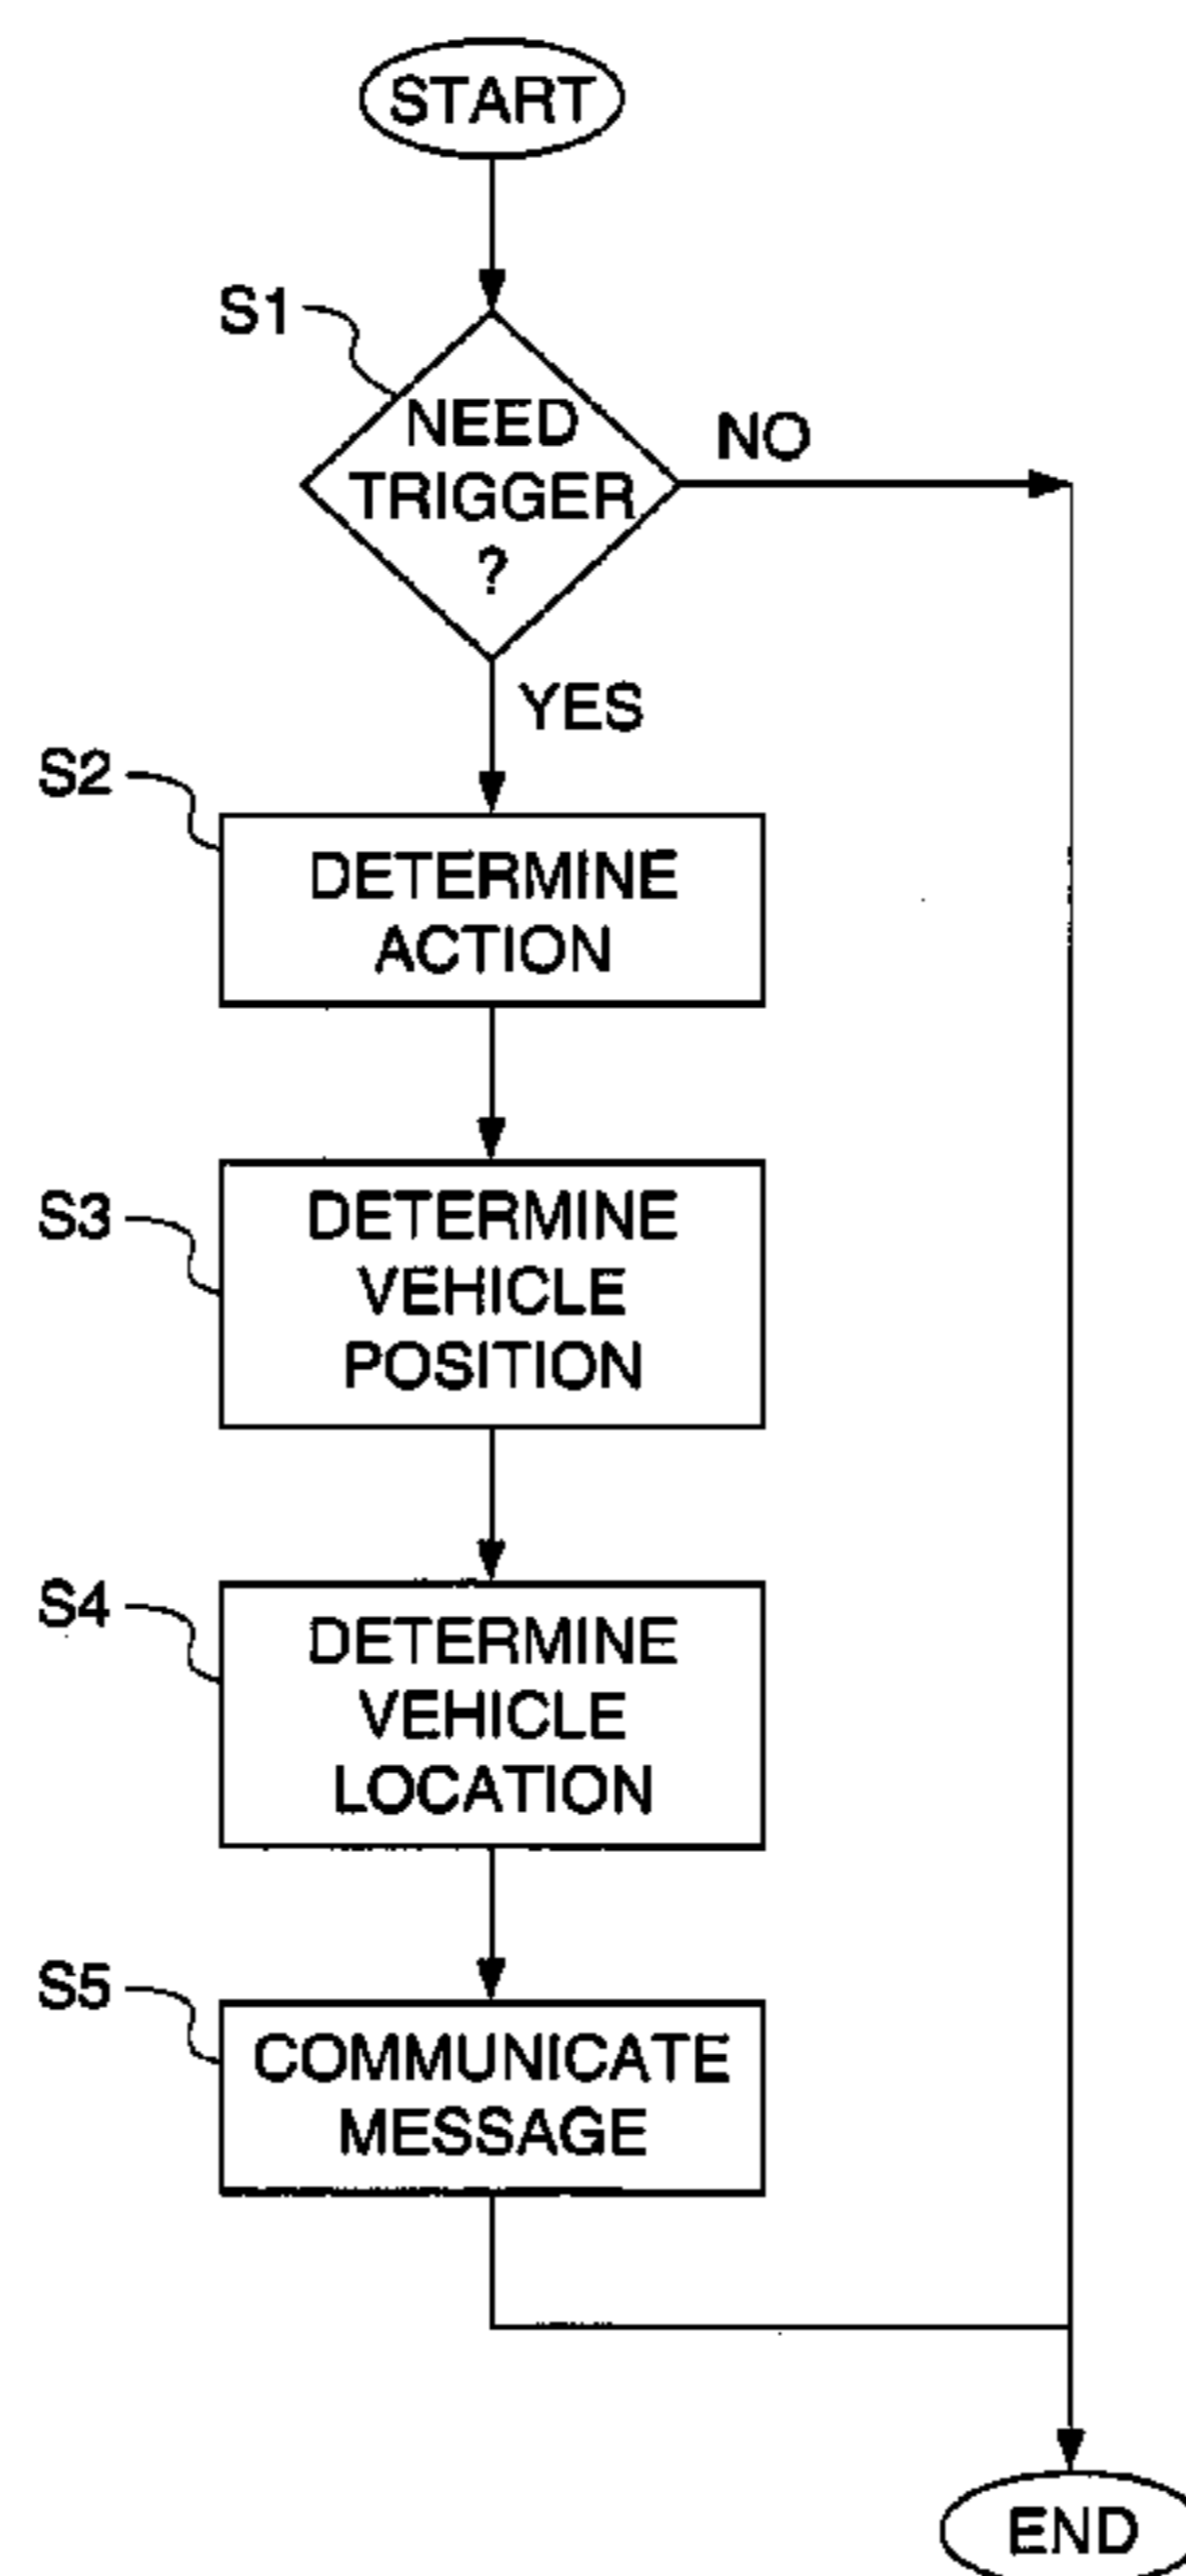 START
S1
NEED
TRIGGER
?
NO
YES
S2
DETERMINE
ACTION
S3
DETERMINE
VEHICLE
POSITION
S4
DETERMINE
VEHICLE
LOCATION
S5
COMMUNICATE
MESSAGE
END